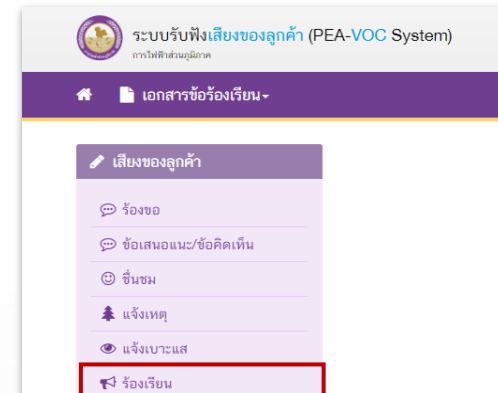 ระบบรับฟังเสียงของลูกค้า (PEA-VOC System)
การไฟฟ้าส่วนภูมิภาค
เอกสารข้อร้องเรียน
เสียงของลูกค้า
ร้องขอ
ข้อเสนอแนะ/ข้อคิดเห็น
ชื่นชม
แจ้งเหตุ
แจ้งเบาะแส
ร้องเรียน